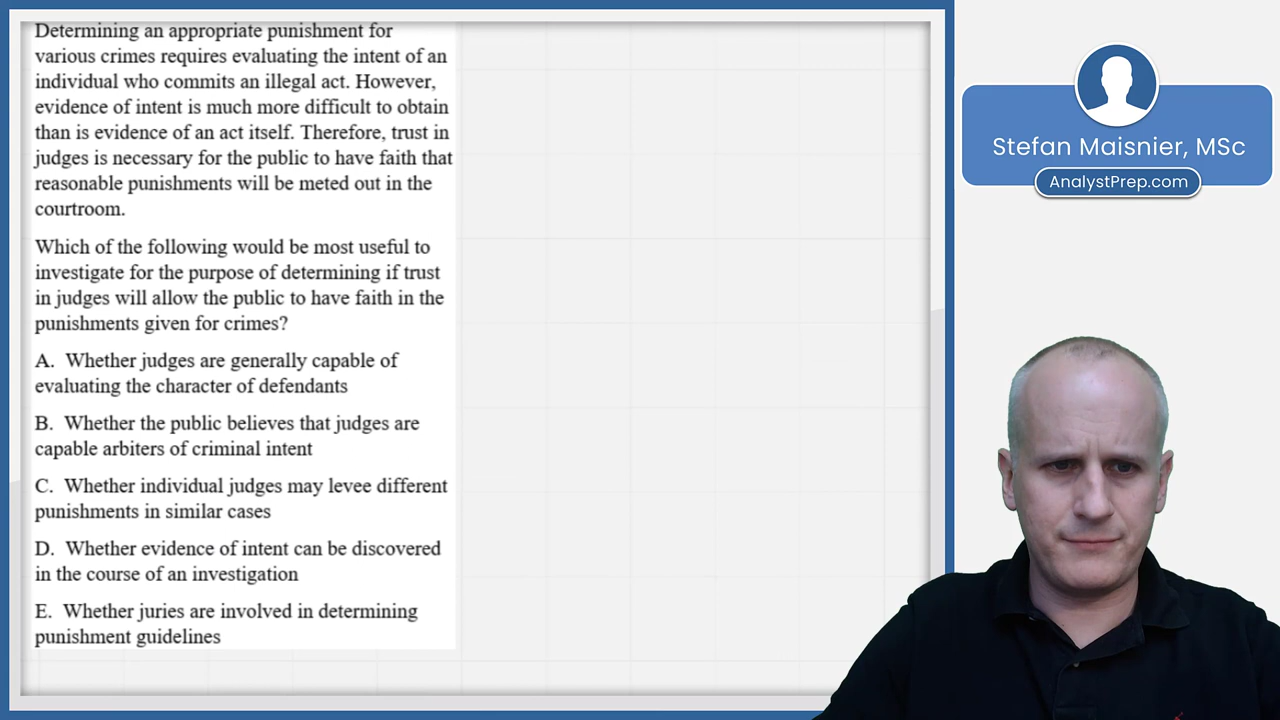 Determining an appropriate punishment for
various crimes requires evaluating the intent of an
individual who commits an illegal act. However,
evidence of intent is much more difficult to obtain
than is evidence of an act itself. Therefore, trust in
judges is necessary for the public to have faith that
reasonable punishments will be meted out in the
courtroom.
Which of the following would be most useful to
investigate for the purpose of determining if trust
in judges will allow the public to have faith in the
punishments given for crimes?
A. Whether judges are generally capable of
evaluating the character of defendants
B. Whether the public believes that judges are
capable arbiters of criminal intent
C. Whether individual judges may levee different
punishments in similar cases
D. Whether evidence of intent can be discovered
in the course of an investigation
E. Whether juries are involved in determining
punishment guidelines
Stefan Maisnier, MSc
AnalystPrep.com